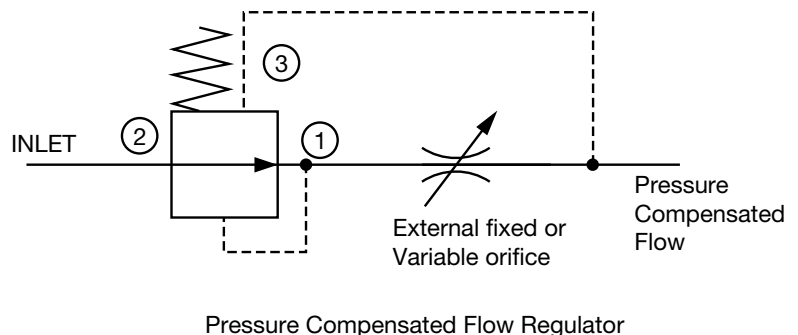 3
2
1
INLET
Pressure
Compensated
Flow
External fixed or
Variable orifice
Pressure Compensated Flow Regulator